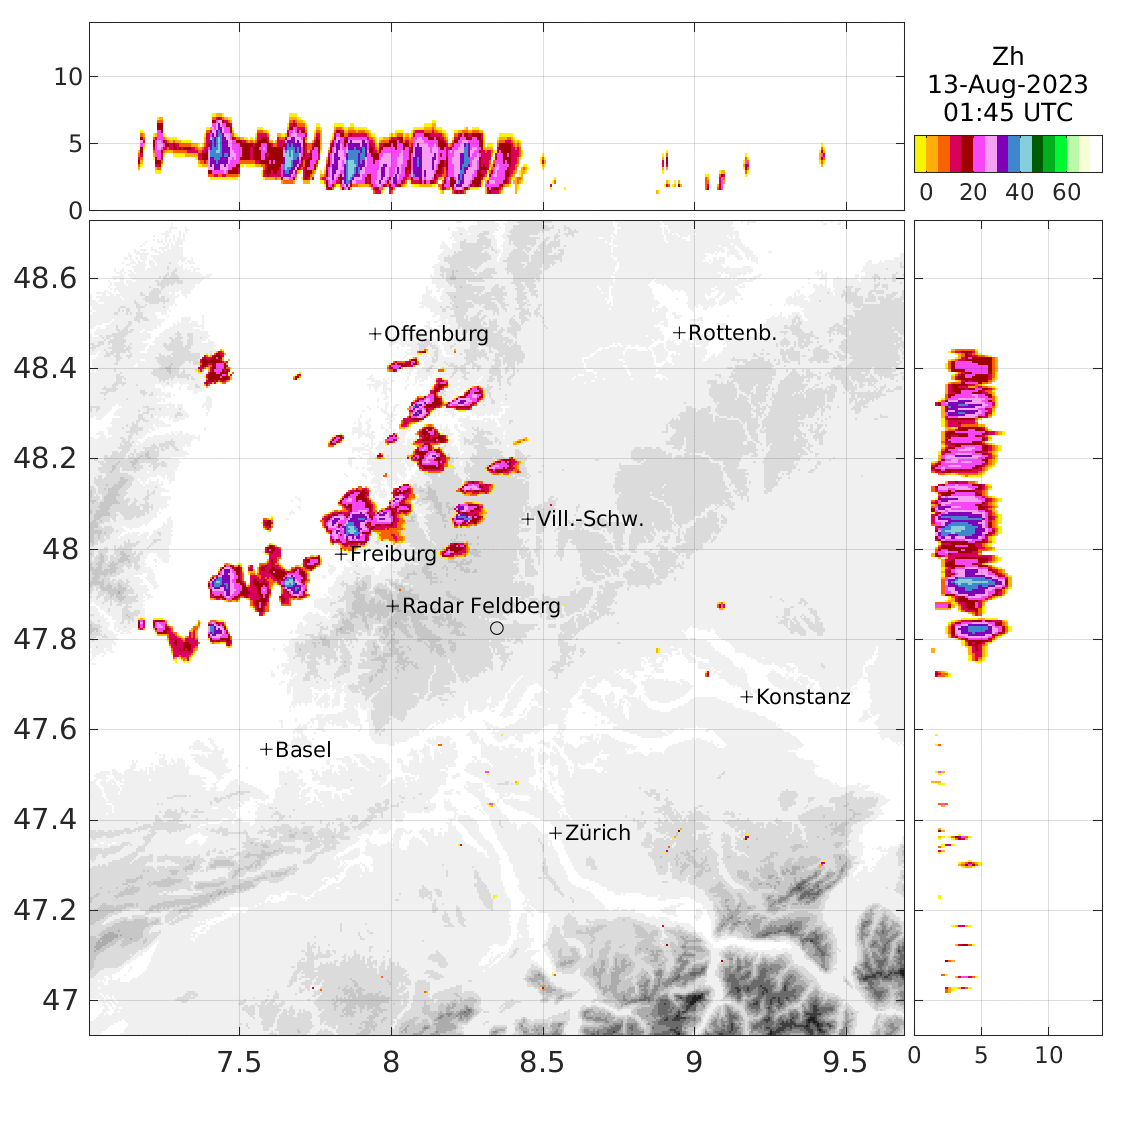 Zh
13-Aug-2023
01:45 UTC
0 20 40 60
10
5
0
48.6
48.4
48.2
48
47.8
47.6
47.4
47.2
47
+Offenburg
+Rottenb.
+Vill.-Schw.
+Freiburg
+Radar Feldberg
+Konstanz
+Basel
+Zürich
7.5 8 8.5 9 9.5
0 5 10